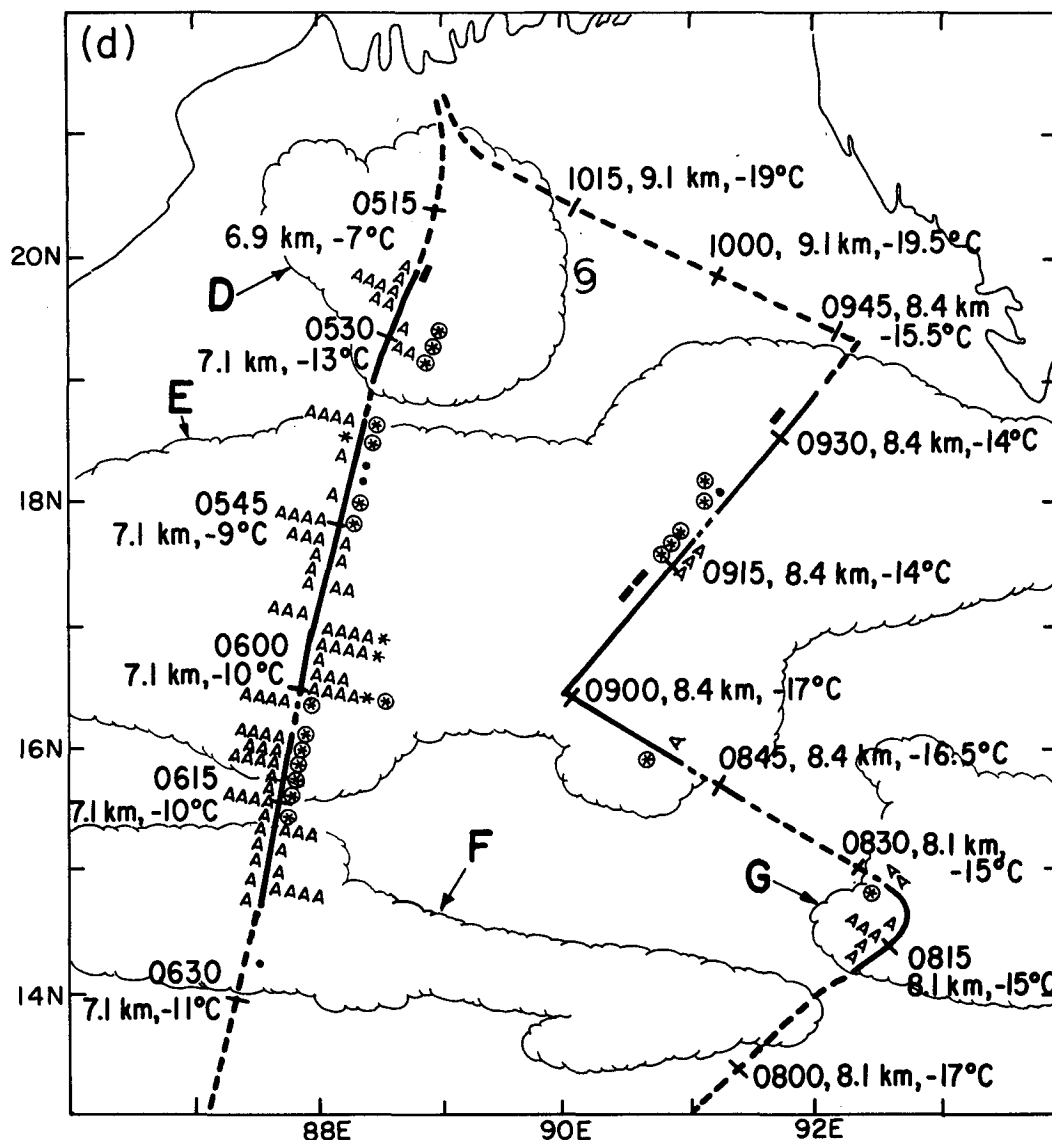 (d)
0515
6.9 km, -7°C
1015, 9.1 km, -19°C
1000, 9.1 km, -19.5°C
20N
D
0530
7.1 km, -13°C
0945, 8.4 km
-15.5°C
E
0930, 8.4 km, -14°C
18N
0545
7.1 km, -9°C
0915, 8.4 km, -14°C
0600
7.1 km, -10°C
0900, 8.4 km, -17°C
16N
0615
7.1 km, -10°C
0845, 8.4 km, -16.5°C
0830, 8.1 km,
-15°C
F
G
0815
8.1 km, -15°C
14N
0630
7.1 km, -11°C
0800, 8.1 km, -17°C
88E
90E
92E